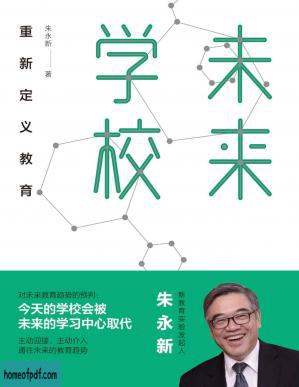 朱永新——著
未来
学校
重新定义教育
对未来教育趋势的预判：
今天的学校会被
未来的学习中心取代
主动迎接、主动介入
通往未来的教育趋势
新教育实验发起人
朱永新
homeofpdf.com